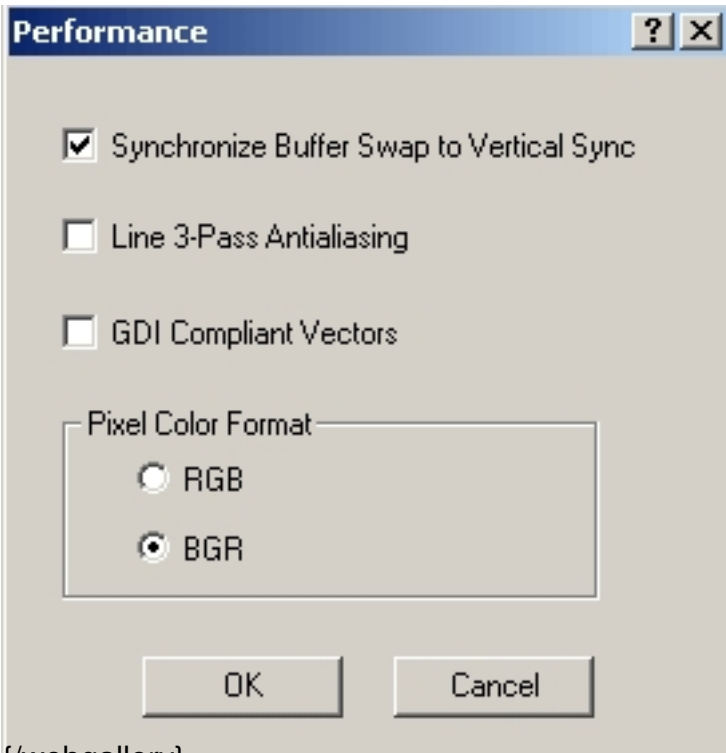 Performance
Synchronize Buffer Swap to Vertical Sync
Line 3-Pass Antialiasing
GDI Compliant Vectors
Pixel Color Format
RGB
BGR
OK Cancel
{/webgallery}